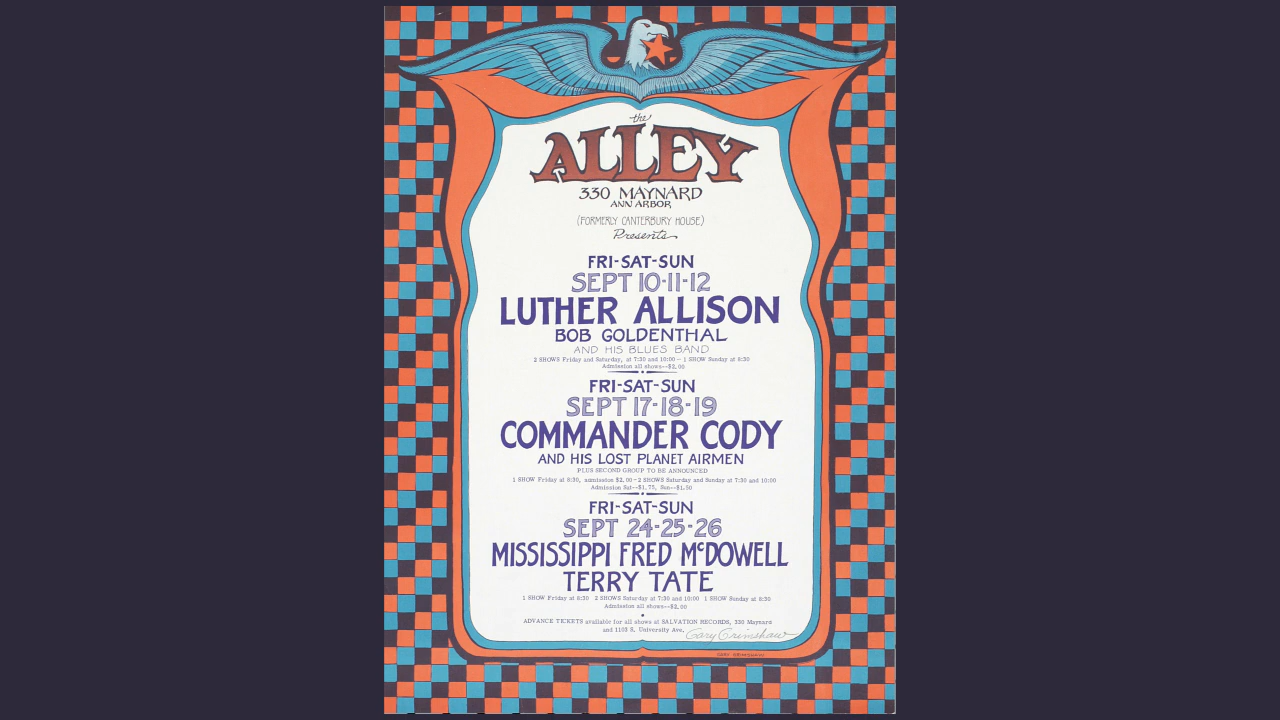 the
ALLEY
330 MAYNARD
ANN ARBOR
(FORMERLY CANTERBURY HOUSE)
Presents
FRI-SAT-SUN
SEPT 10-11-12
LUTHER ALLISON
BOB GOLDENTHAL
AND HIS BLUES BAND
2 SHOWS Friday and Saturday, at 7:30 and 10:00 - 1 SHOW Sunday at 8:30
Admission all shows--$2.00
FRI-SAT-SUN
SEPT 17-18-19
COMMANDER CODY
AND HIS LOST PLANET AIRMEN
PLUS SECOND GROUP TO BE ANNOUNCED
1 SHOW Friday at 8:30, admission $2.00 - 2 SHOWS Saturday and Sunday at 7:30 and 10:00
Admission Sat--$1.75, Sun--$1.50
FRI-SAT-SUN
SEPT 24-25-26
MISSISSIPPI FRED McDOWELL
TERRY TATE
1 SHOW Friday at 8:30 2 SHOWS Saturday at 7:30 and 10:00 1 SHOW Sunday at 8:30
Admission all shows--$2.00
ADVANCE TICKETS available for all shows at SALVATION RECORDS, 330 Maynard
and 1103 S. University Ave.
Gary Grimshaw
GARY GRIMSHAW